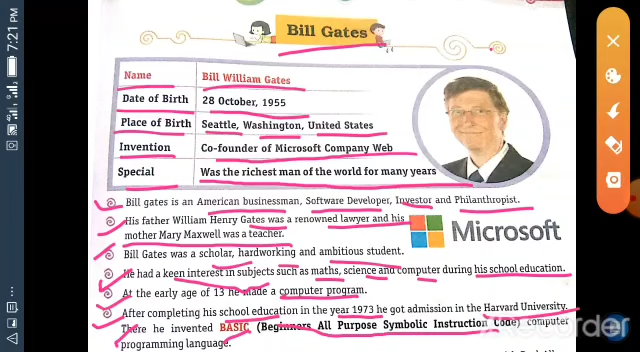 7:21 PM
Bill Gates
Name Bill William Gates
Date of Birth 28 October, 1955
Place of Birth Seattle, Washington, United States
Invention Co-founder of Microsoft Company Web
Special Was the richest man of the world for many years
Bill gates is an American businessman, Software Developer, Investor and Philanthropist.
His father William Henry Gates was a renowned lawyer and his
mother Mary Maxwell was a teacher.
Microsoft
Bill Gates was a scholar, hardworking and ambitious student.
He had a keen interest in subjects such as maths, science and computer during his school education.
At the early age of 13 he made a computer program.
After completing his school education in the year 1973 he got admission in the Harvard University.
There he invented BASIC (Beginners All Purpose Symbolic Instruction Code) computer
programming language.